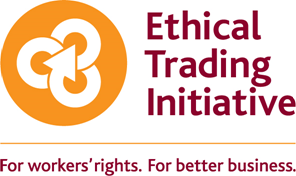 Ethical
Trading
Initiative
For workers' rights. For better business.